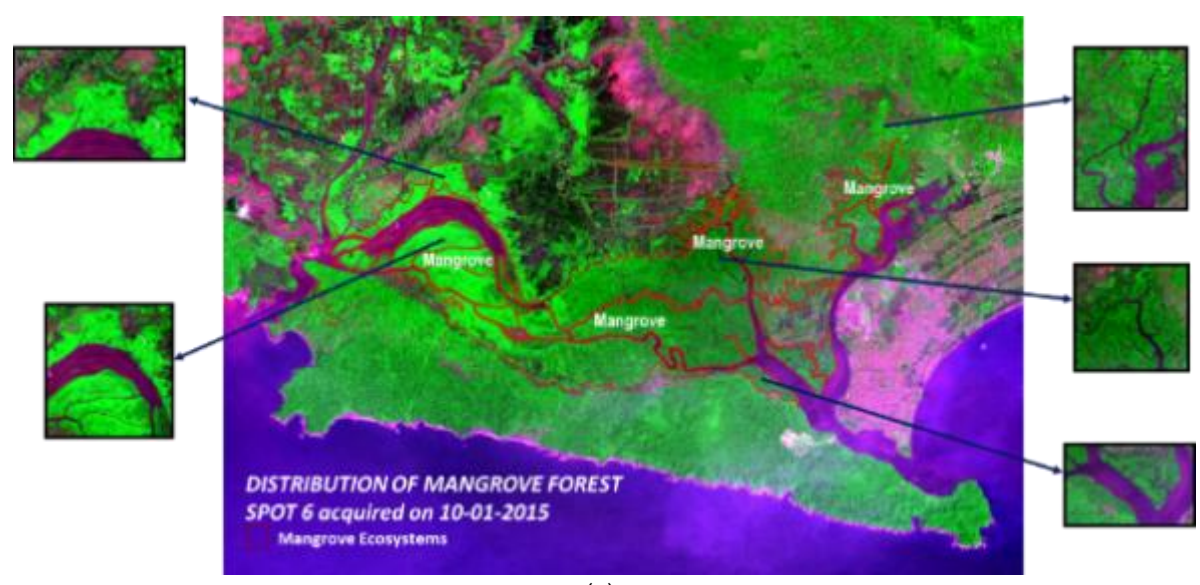 Mangrove
Mangrove
Mangrove
Mangrove
DISTRIBUTION OF MANGROVE FOREST
SPOT 6 acquired on 10-01-2015
Mangrove Ecosystems